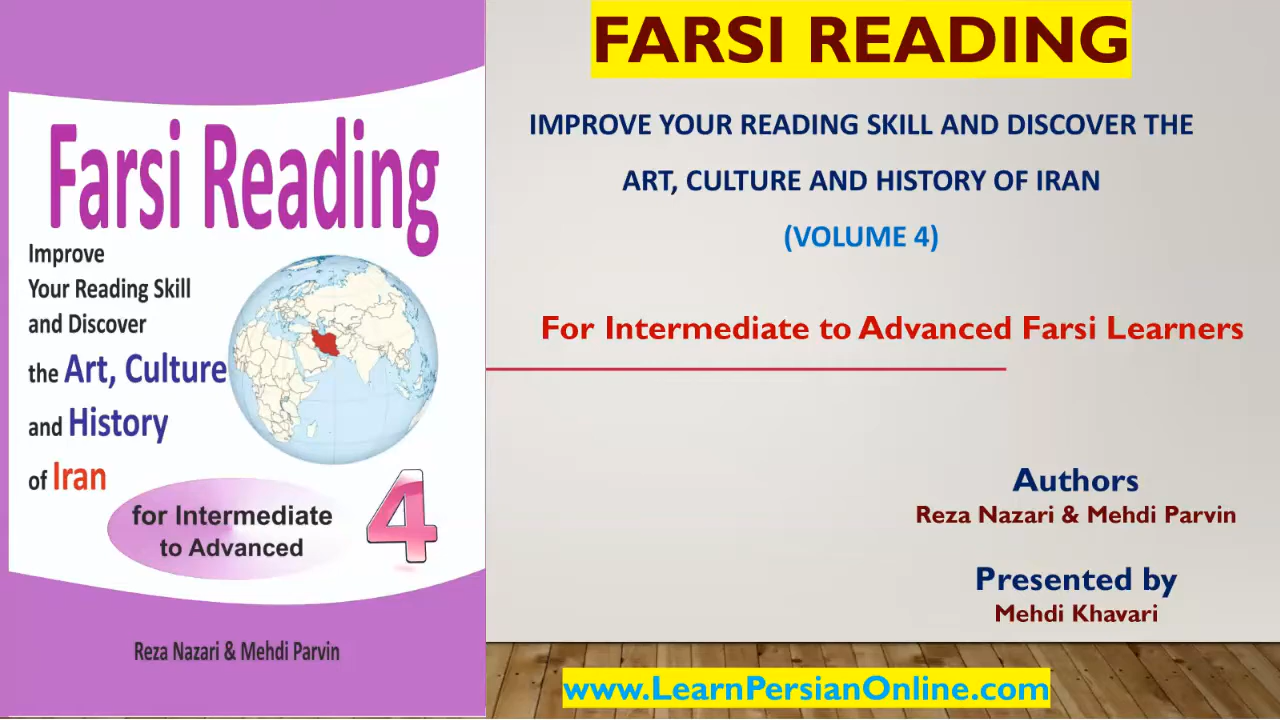 Farsi Reading
Improve
Your Reading Skill
and Discover
the Art, Culture
and History
of Iran
for Intermediate
to Advanced
4
Reza Nazari & Mehdi Parvin
FARSI READING
IMPROVE YOUR READING SKILL AND DISCOVER THE
ART, CULTURE AND HISTORY OF IRAN
(VOLUME 4)
For Intermediate to Advanced Farsi Learners
Authors
Reza Nazari & Mehdi Parvin
Presented by
Mehdi Khavari
www.LearnPersianOnline.com